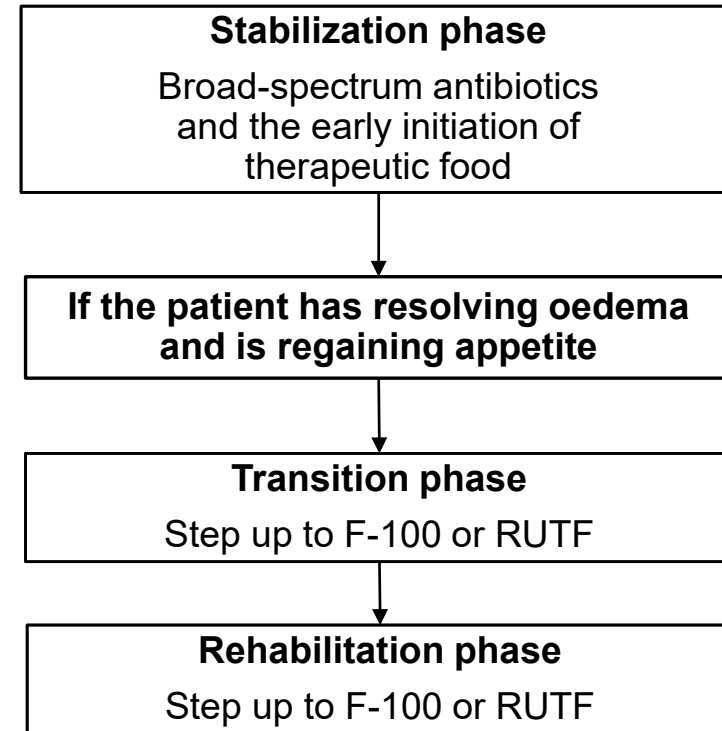 Stabilization phase
Broad-spectrum antibiotics
and the early initiation of
therapeutic food
If the patient has resolving oedema
and is regaining appetite
Transition phase
Step up to F-100 or RUTF
Rehabilitation phase
Step up to F-100 or RUTF